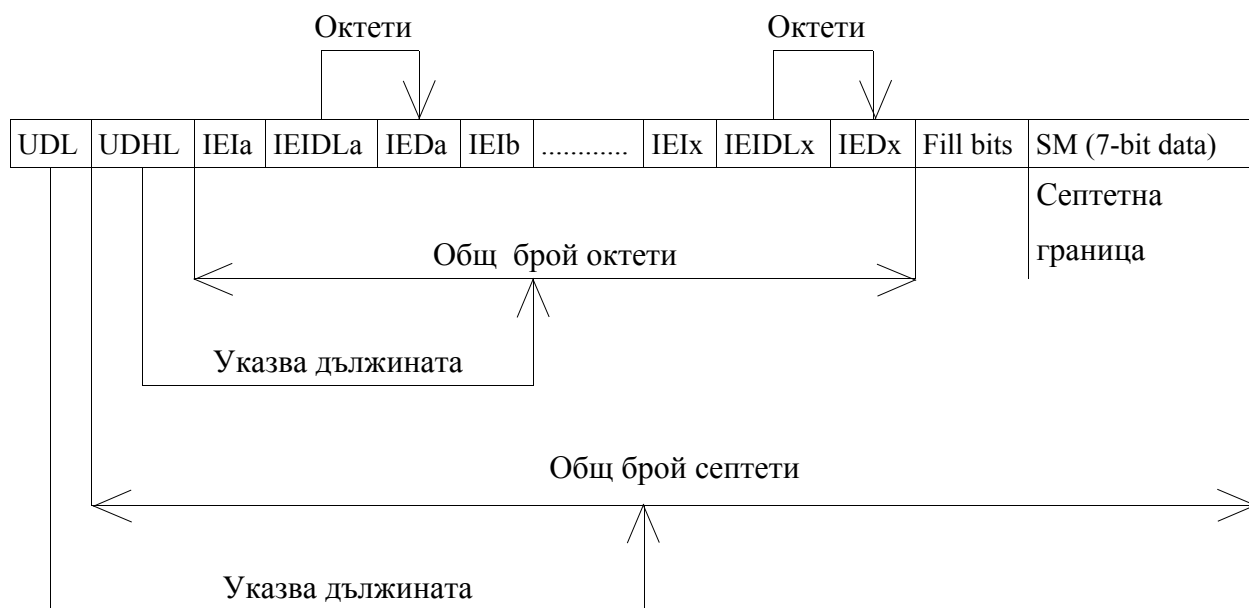 Октети Октети
UDL UDHL IEIa IEIDLa IEDa IEIb ............ IEIx IEIDLx IEDx Fill bits SM (7-bit data)
Септетна
граница
Общ брой октети
Указва дължината
Общ брой септети
Указва дължината